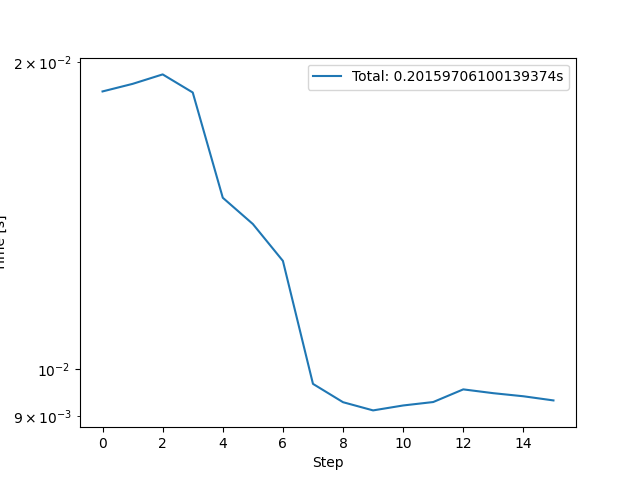 2 × 10⁻²
10⁻²
9 × 10⁻³
Total: 0.20159706100139374s
[s]
0 2 4 6 8 10 12 14
Step